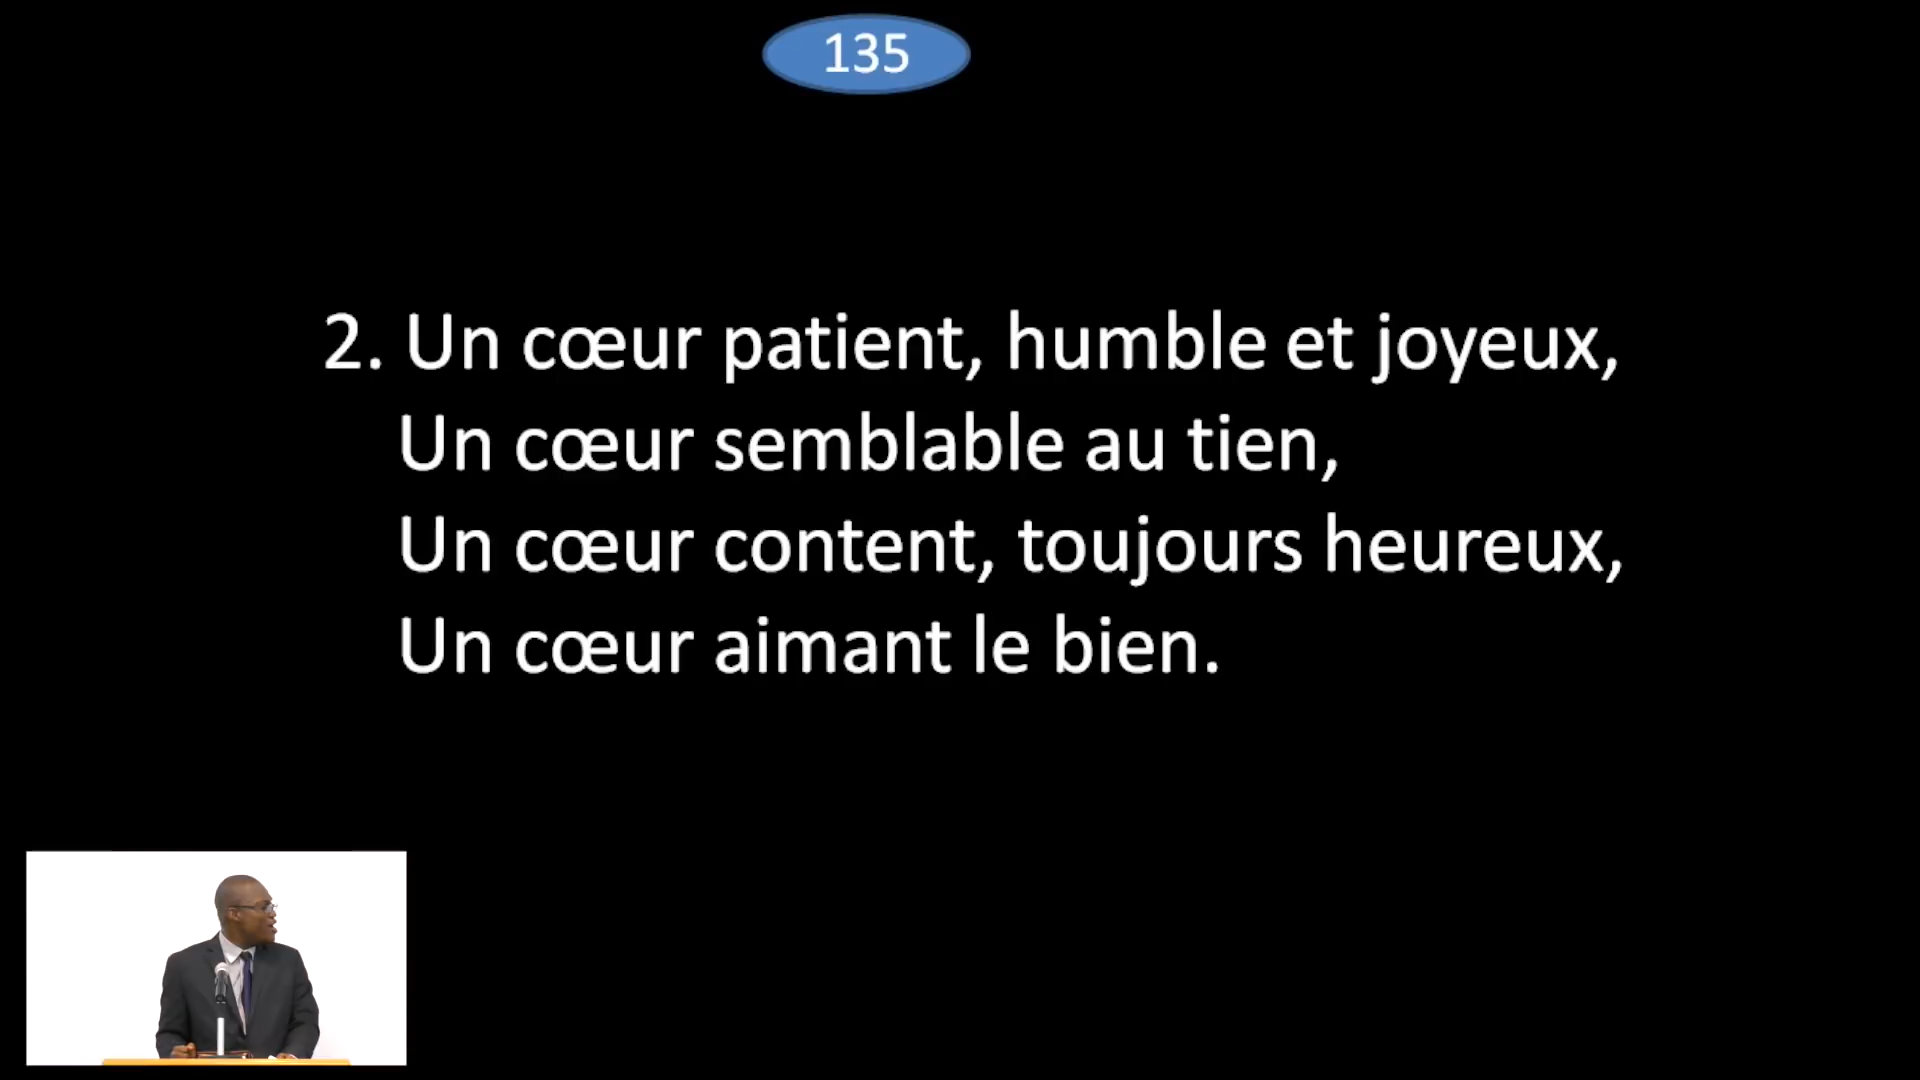 135
2. Un cœur patient, humble et joyeux,
Un cœur semblable au tien,
Un cœur content, toujours heureux,
Un cœur aimant le bien.